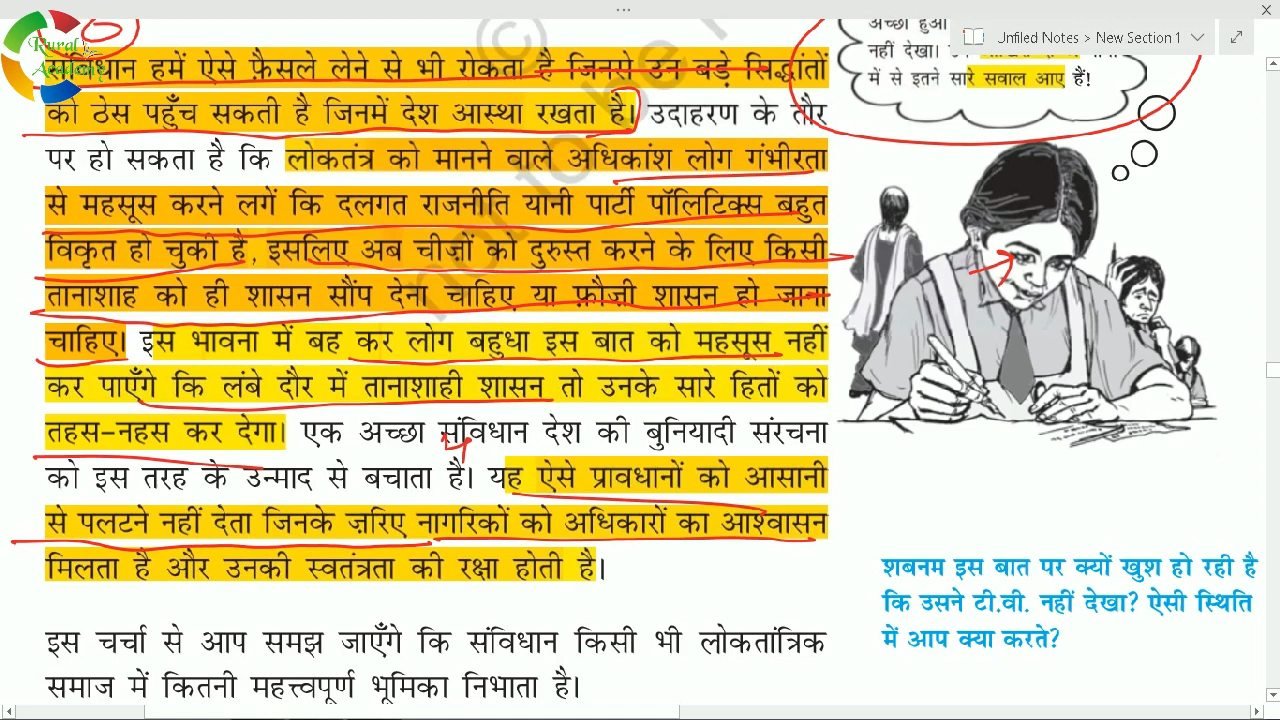 Rural
Academy
Unfiled Notes > New Section 1
अच्छा हुआ
नहीं देखा।
में से इतने सारे सवाल आए हैं!
संविधान हमें ऐसे फ़ैसले लेने से भी रोकता है जिनसे उन बड़े सिद्धांतों
को ठेस पहुँच सकती है जिनमें देश आस्था रखता है। उदाहरण के तौर
पर हो सकता है कि लोकतंत्र को मानने वाले अधिकांश लोग गंभीरता
से महसूस करने लगें कि दलगत राजनीति यानी पार्टी पॉलिटिक्स बहुत
विकृत हो चुकी है, इसलिए अब चीज़ों को दुरुस्त करने के लिए किसी
तानाशाह को ही शासन सौंप देना चाहिए या फ़ौजी शासन हो जाना
चाहिए। इस भावना में बह कर लोग बहुधा इस बात को महसूस नहीं
कर पाएँगे कि लंबे दौर में तानाशाही शासन तो उनके सारे हितों को
तहस-नहस कर देगा। एक अच्छा संविधान देश की बुनियादी संरचना
को इस तरह के उन्माद से बचाता है। यह ऐसे प्रावधानों को आसानी
से पलटने नहीं देता जिनके ज़रिए नागरिकों को अधिकारों का आश्वासन
मिलता है और उनकी स्वतंत्रता की रक्षा होती है।
इस चर्चा से आप समझ जाएँगे कि संविधान किसी भी लोकतांत्रिक
समाज में कितनी महत्त्वपूर्ण भूमिका निभाता है।
शबनम इस बात पर क्यों खुश हो रही है
कि उसने टी.वी. नहीं देखा? ऐसी स्थिति
में आप क्या करते?